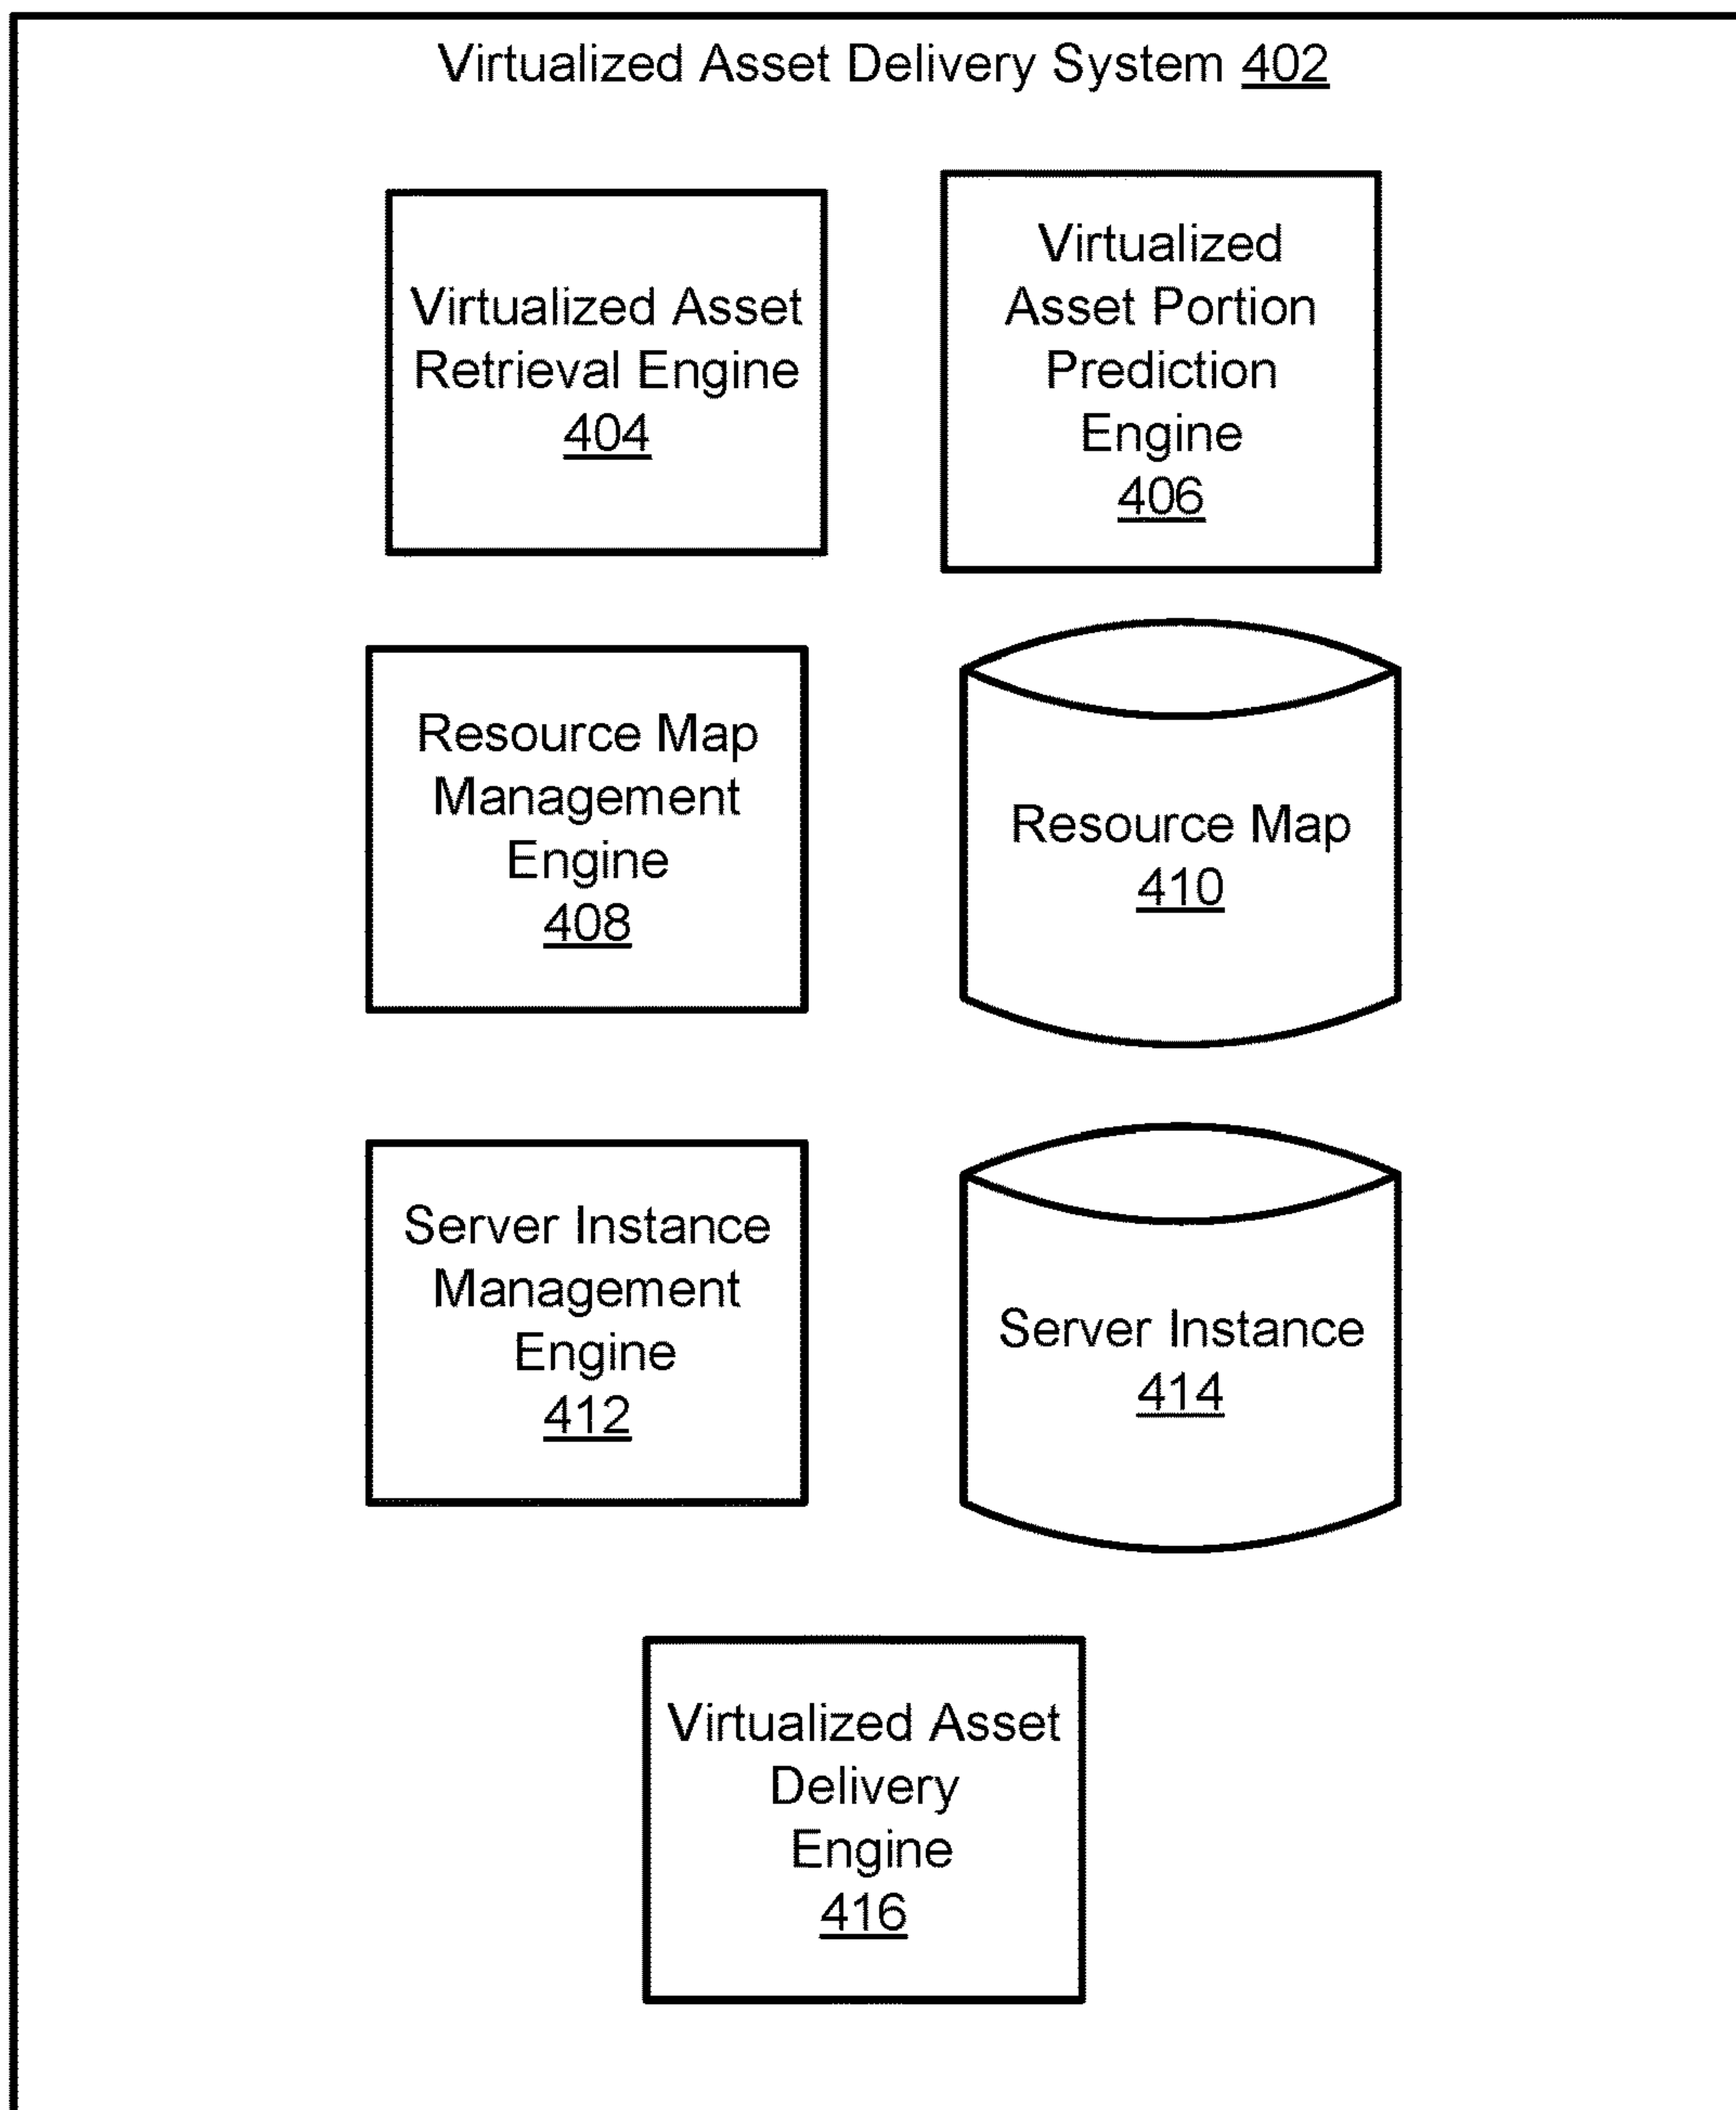 Virtualized Asset Delivery System 402
Virtualized Asset
Retrieval Engine
404
Virtualized
Asset Portion
Prediction
Engine
406
Resource Map
Management
Engine
408
Resource Map
410
Server Instance
Management
Engine
412
Server Instance
414
Virtualized Asset
Delivery
Engine
416